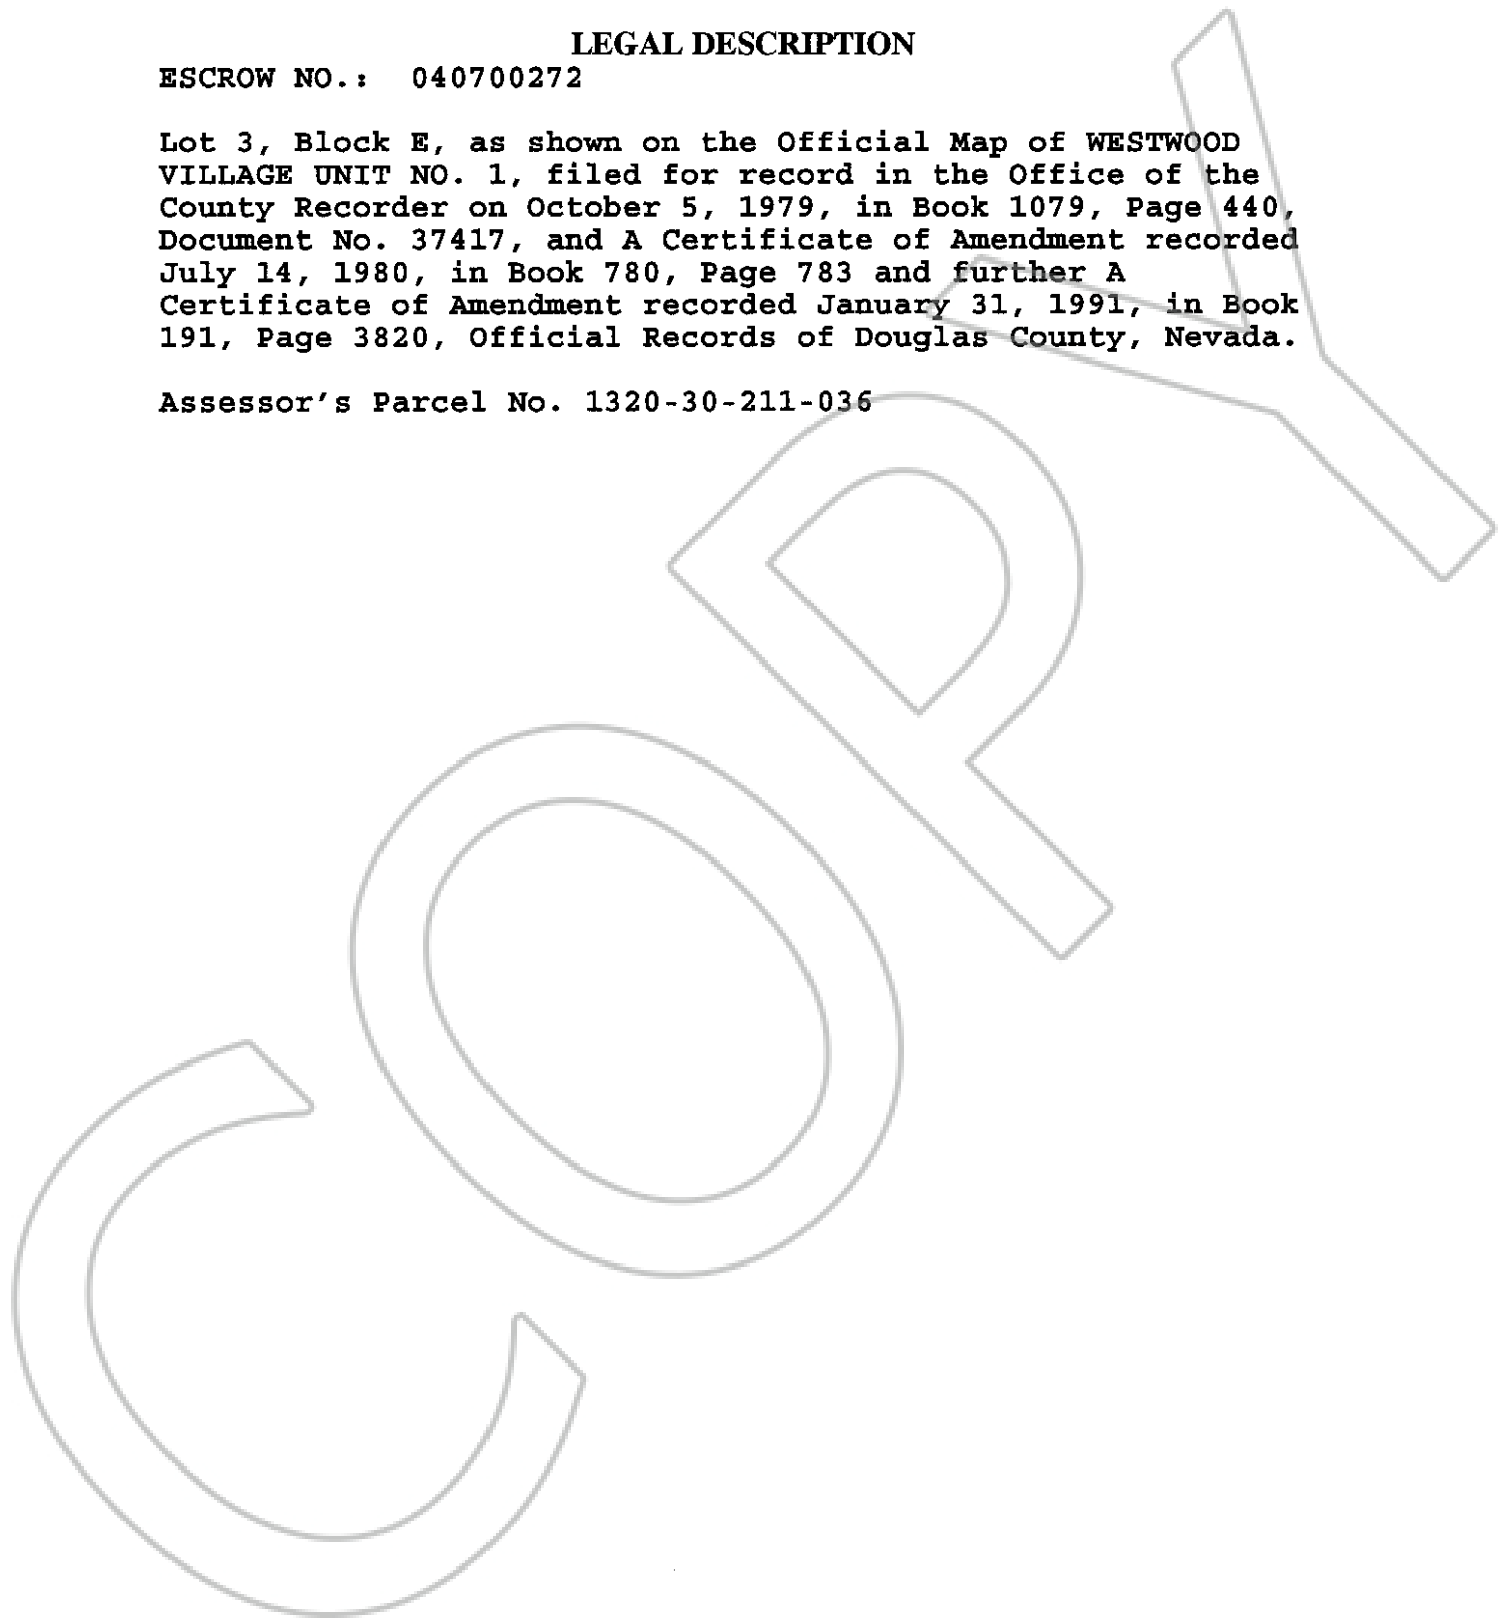 LEGAL DESCRIPTION
ESCROW NO.: 040700272
Lot 3, Block E, as shown on the Official Map of WESTWOOD
VILLAGE UNIT NO. 1, filed for record in the Office of the
County Recorder on October 5, 1979, in Book 1079, Page 440,
Document No. 37417, and A Certificate of Amendment recorded
July 14, 1980, in Book 780, Page 783 and further A
Certificate of Amendment recorded January 31, 1991, in Book
191, Page 3820, Official Records of Douglas County, Nevada.
Assessor's Parcel No. 1320-30-211-036
COPY